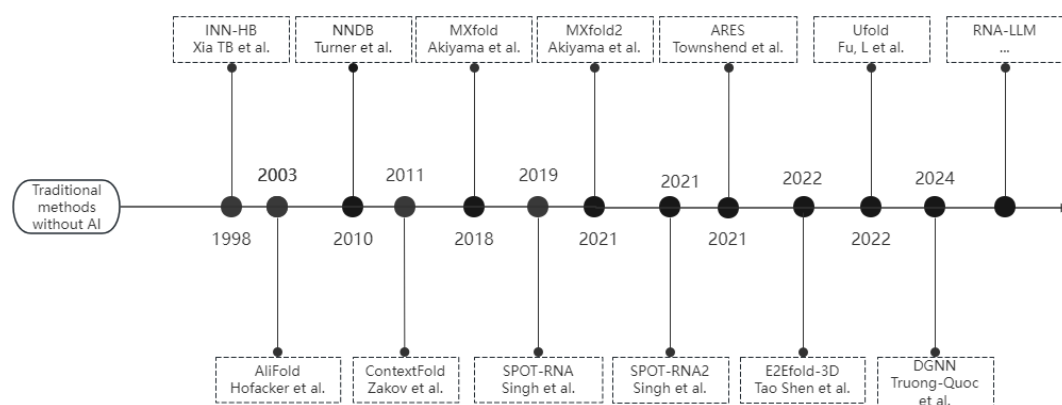 INN-HB
Xia TB et al.
NNDB
Turner et al.
MXfold
Akiyama et al.
MXfold2
Akiyama et al.
ARES
Townshend et al.
Ufold
Fu, L et al.
RNA-LLM
...
2003
2011
2019
2021
2022
2024
Traditional
methods
without AI
1998
2010
2018
2021
2021
2022
AliFold
Hofacker et al.
ContextFold
Zakov et al.
SPOT-RNA
Singh et al.
SPOT-RNA2
Singh et al.
E2Efold-3D
Tao Shen et al.
DGNN
Truong-Quoc
et al.